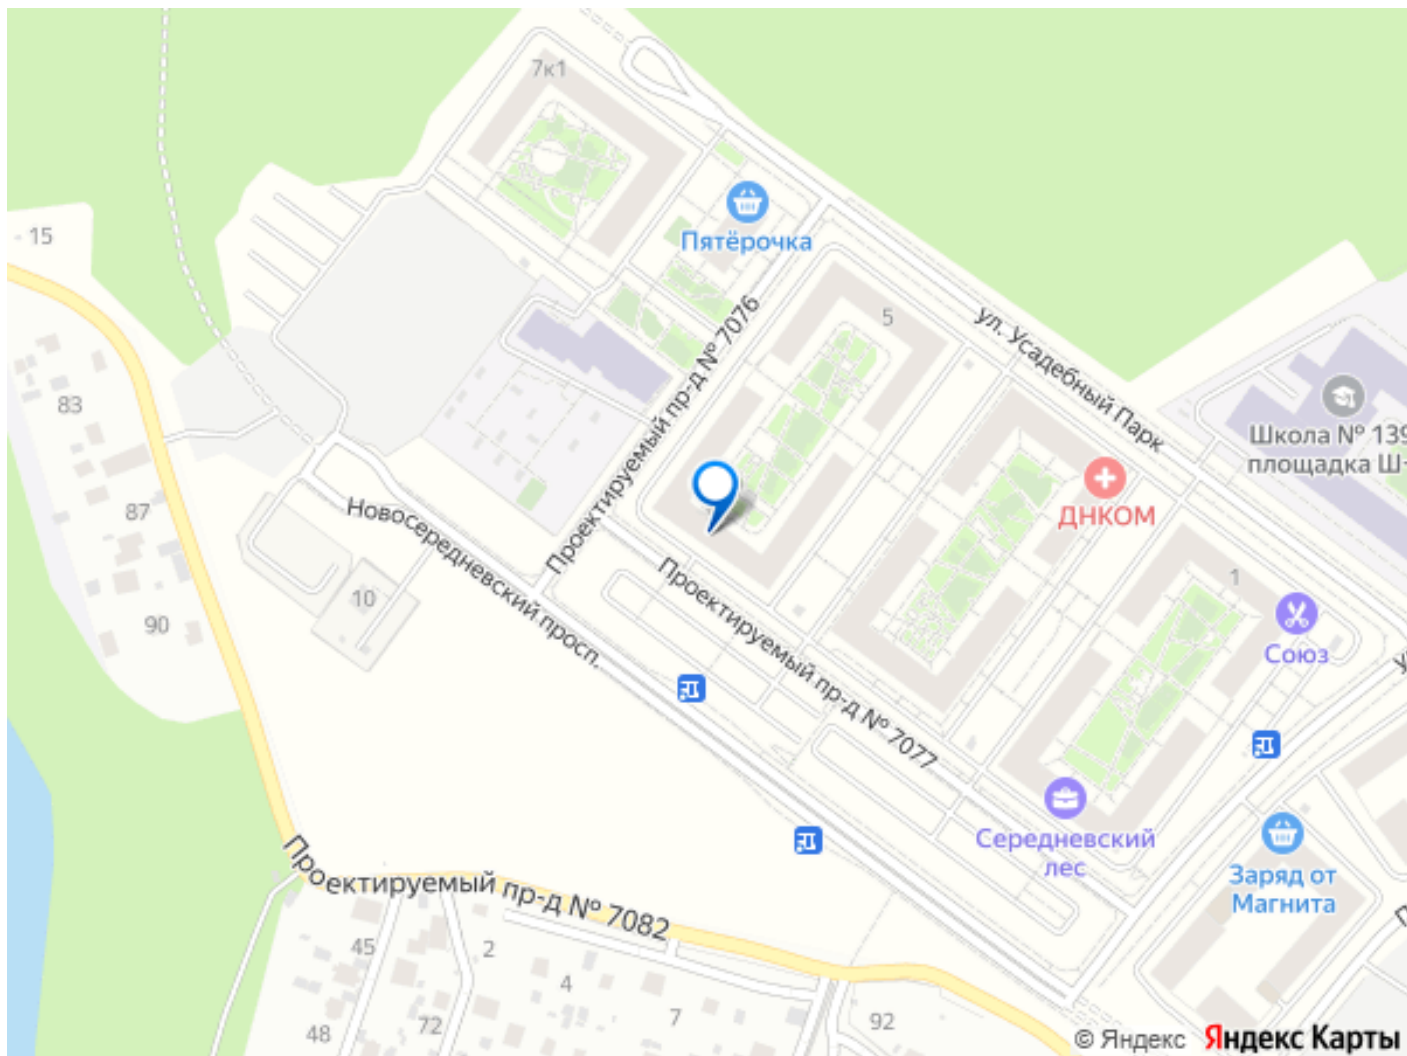 7к1
15
Пятёрочка
5
ул. Усадебный Парк
Проектируемый пр-д № 7076
83
Школа № 139
площадка Ш-
ДНКОМ
87
Новосередневский просп.
10
90
1
Союз
Проектируемый пр-д № 7077
Середневский
лес
Заряд от
Магнита
Проектируемый пр-д № 7082
45
2
4
7
48
72
92
© Яндекс Яндекс Карты